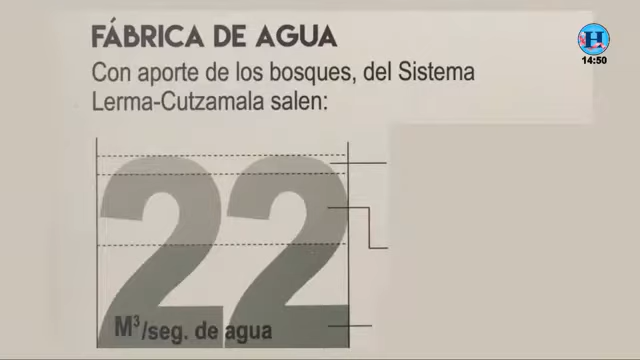 FÁBRICA DE AGUA
Con aporte de los bosques, del Sistema
Lerma-Cutzamala salen:
22
M³/seg. de agua
H
14:50